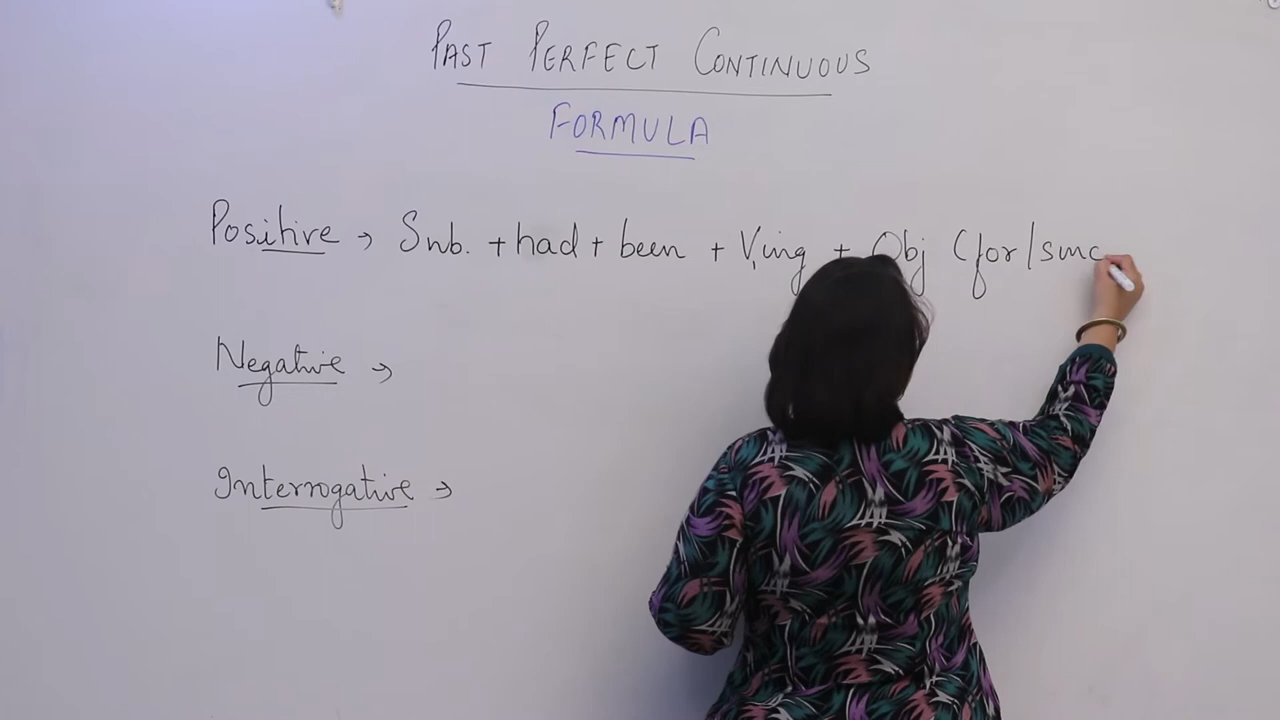 PAST PERFECT CONTINUOUS
FORMULA
Positive → Sub. + had + been + Ving + Obj (for/sinc
Negative →
Interrogative →